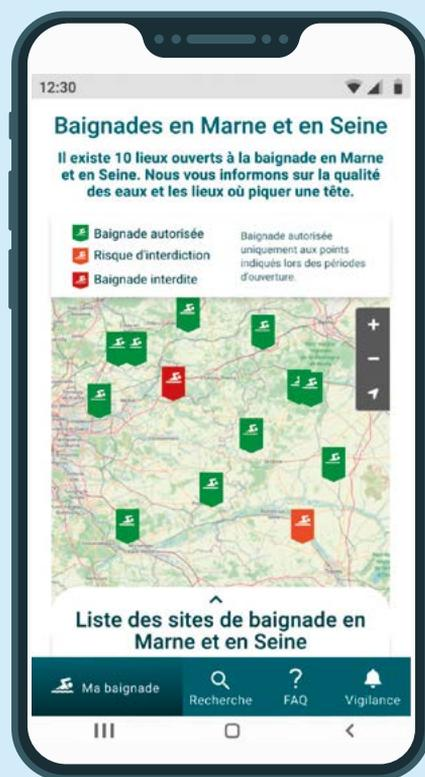 12:30
Baignades en Marne et en Seine
Il existe 10 lieux ouverts à la baignade en Marne
et en Seine. Nous vous informons sur la qualité
des eaux et les lieux où piquer une tête.
Baignade autorisée
Risque d'interdiction
Baignade interdite
Baignade autorisée
uniquement aux points
indiqués lors des périodes
d'ouverture.
Liste des sites de baignade en
Marne et en Seine
Ma baignade
Recherche
FAQ
Vigilance